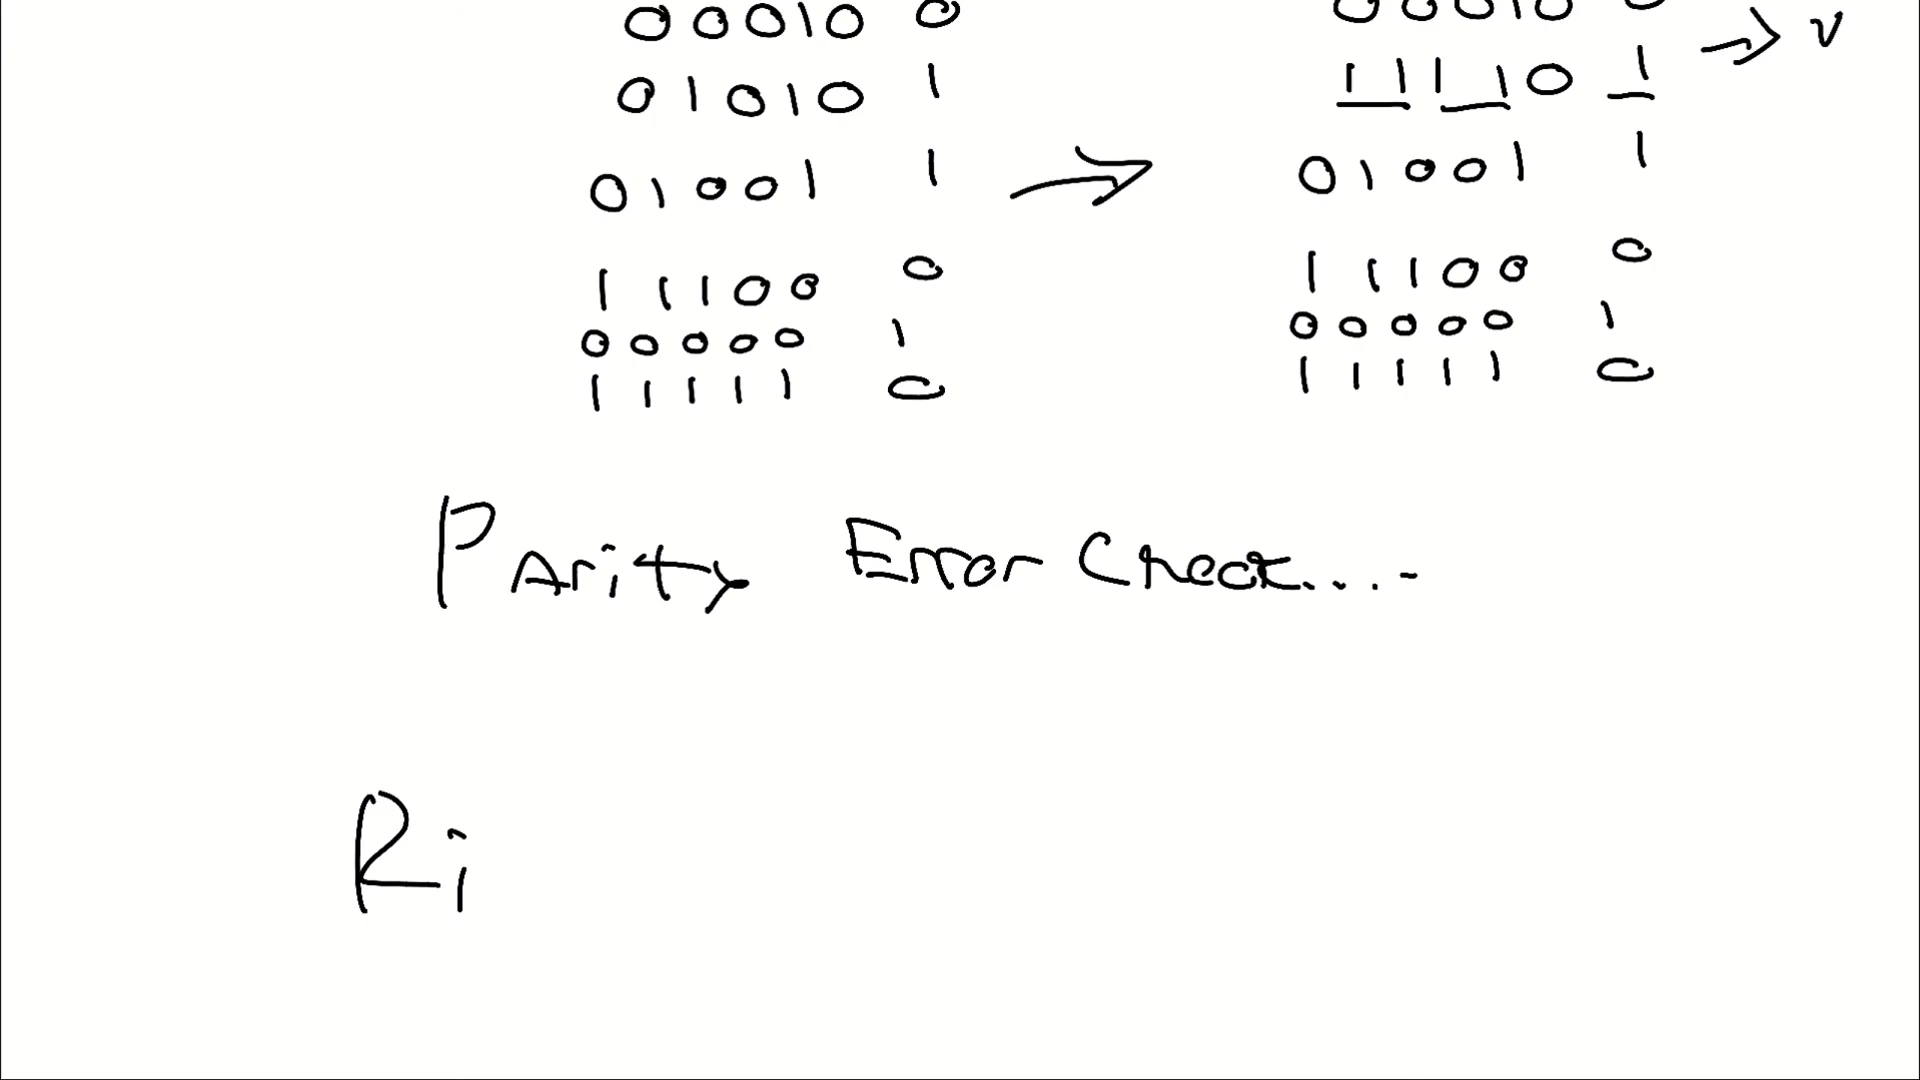 00010 0 00010 0
01010 1 11110 1 → v
01001 1 → 01001 1
11100 0 11100 0
00000 1 00000 1
11111 0 11111 0
Parity Error Check.....
Ri